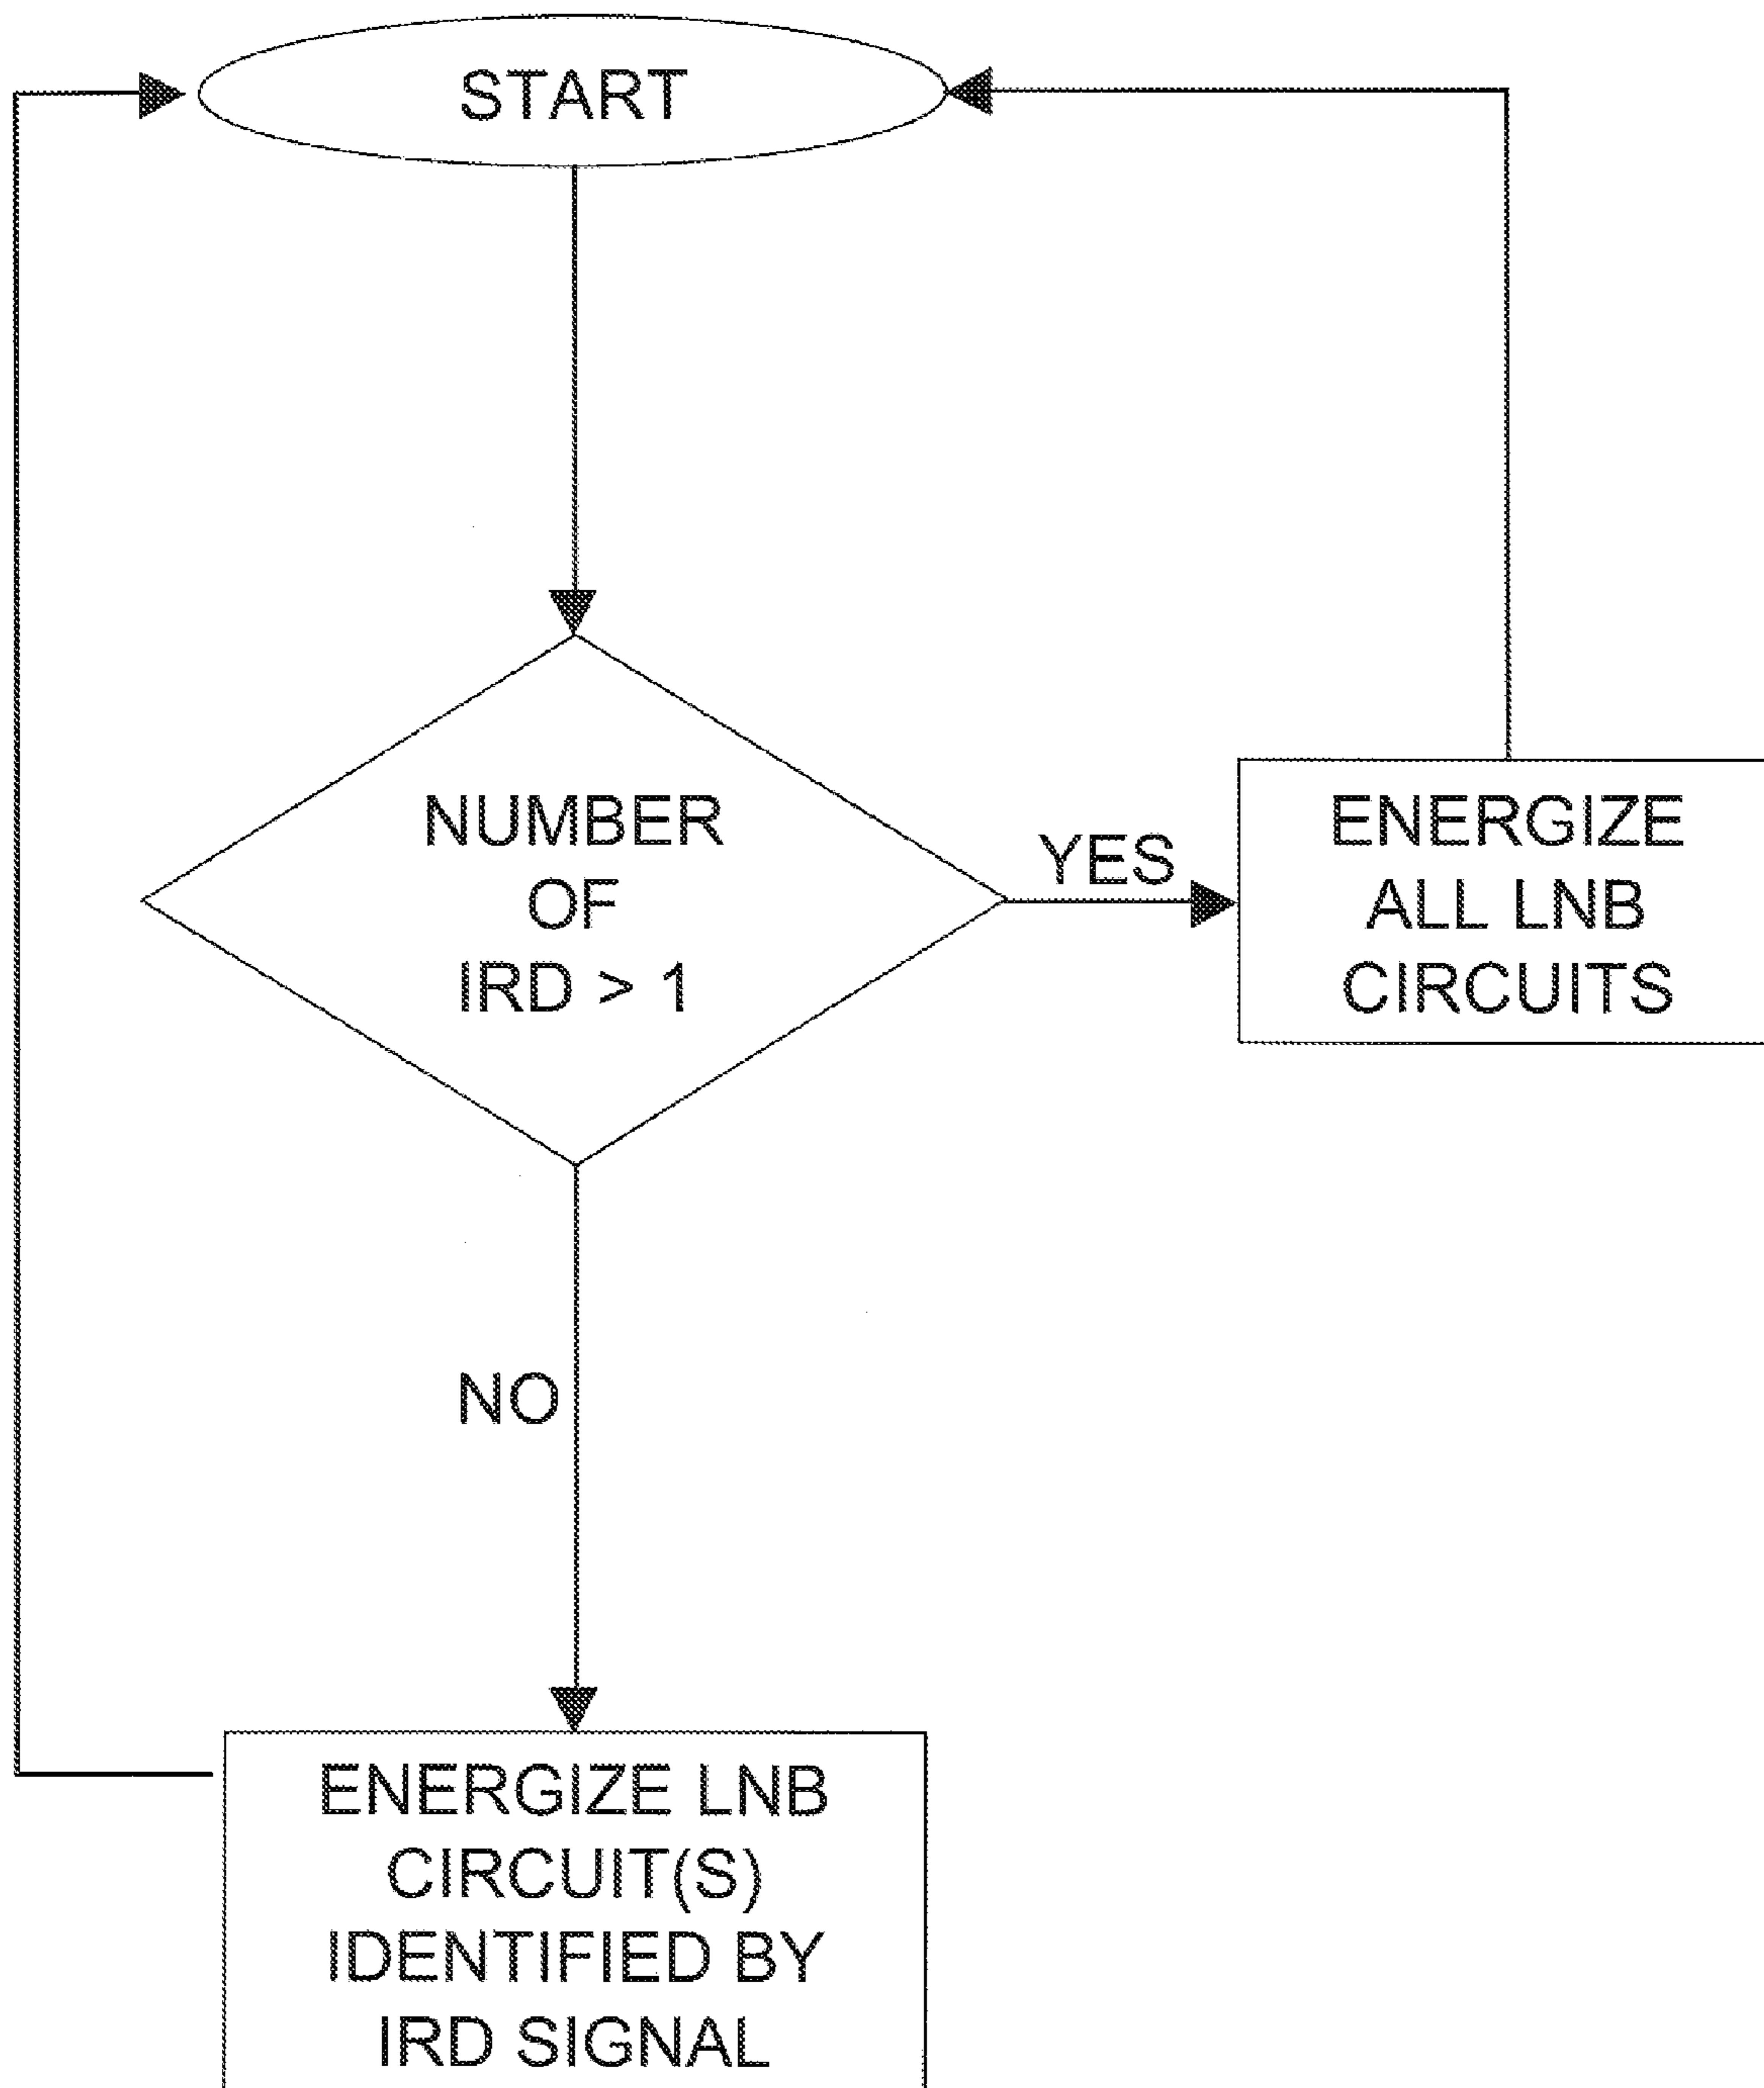 START
NUMBER
OF
IRD > 1
YES
ENERGIZE
ALL LNB
CIRCUITS
NO
ENERGIZE LNB
CIRCUIT(S)
IDENTIFIED BY
IRD SIGNAL